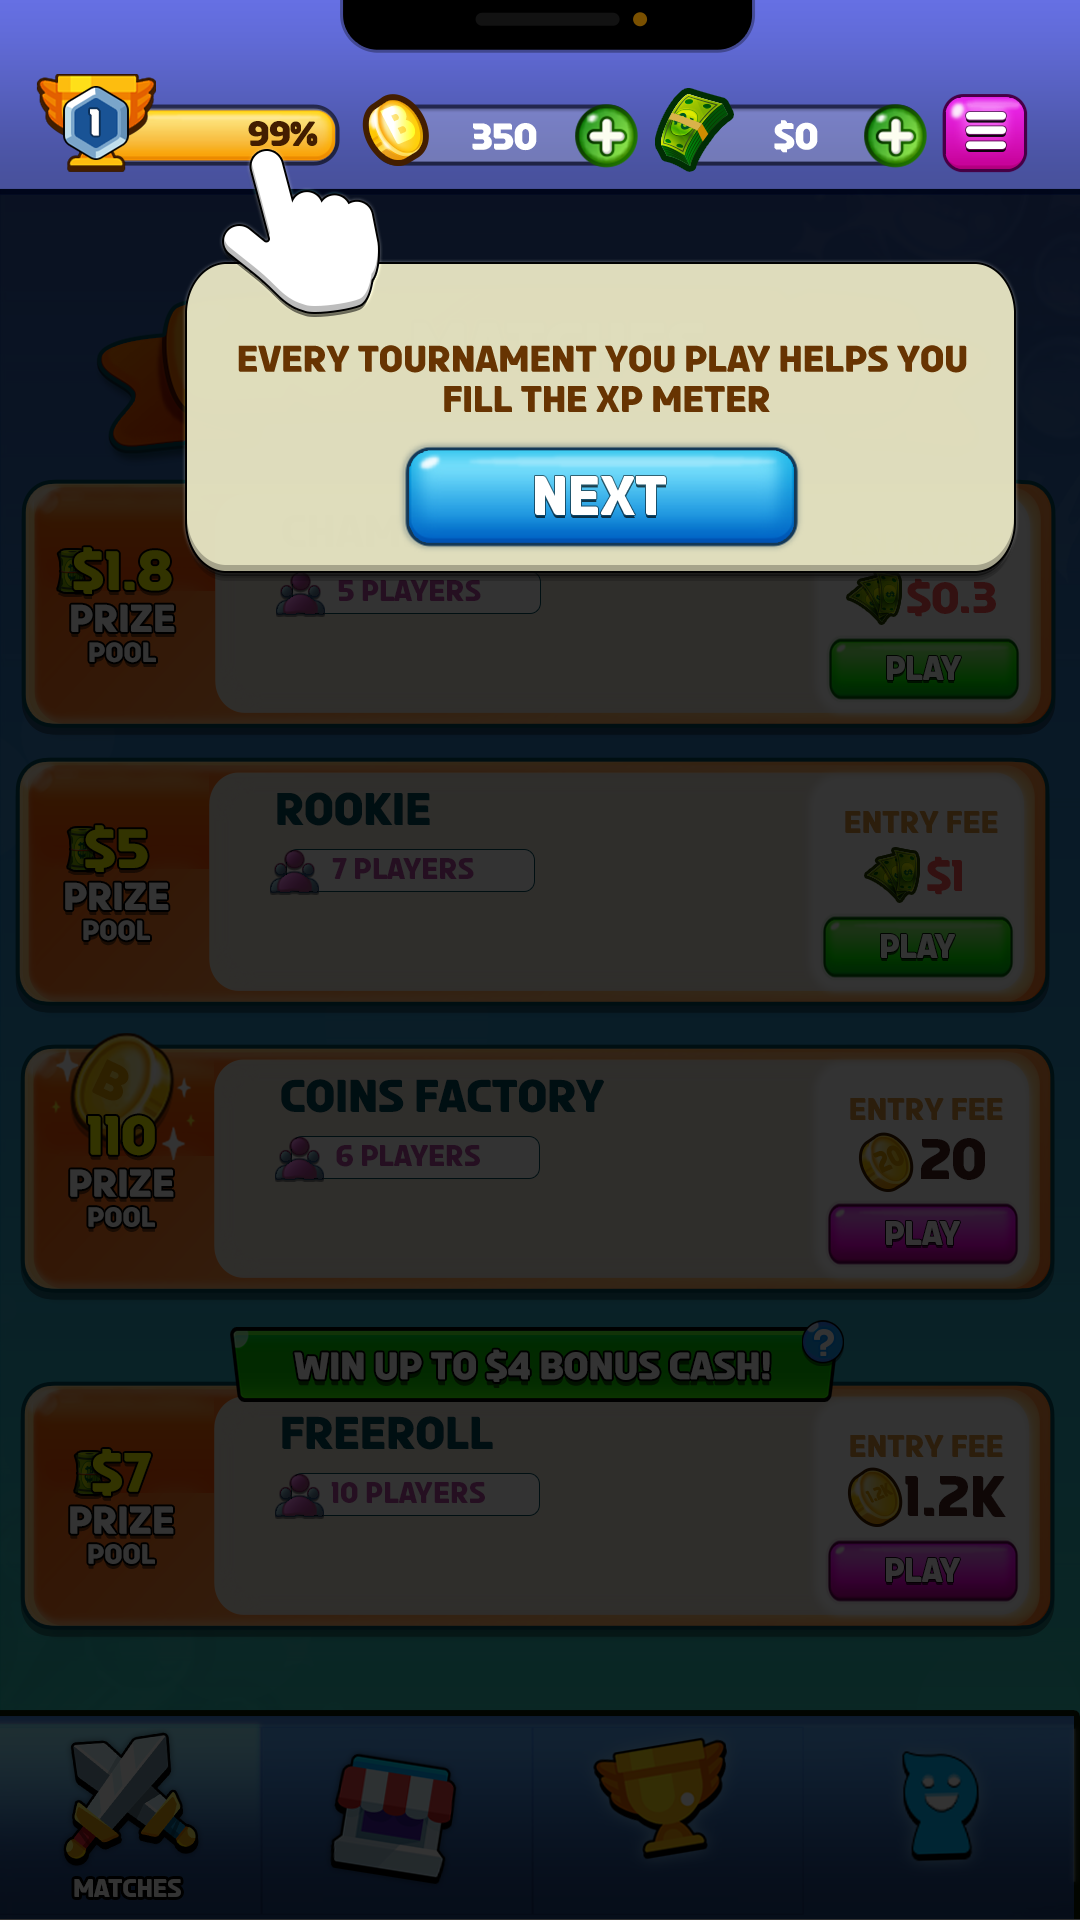 1
99%
B
350
$0
EVERY TOURNAMENT YOU PLAY HELPS YOU
FILL THE XP METER
NEXT
$1.8
PRIZE
POOL
5 PLAYERS
$0.3
PLAY
$5
PRIZE
POOL
ROOKIE
7 PLAYERS
ENTRY FEE
$1
PLAY
B
110
PRIZE
POOL
COINS FACTORY
6 PLAYERS
ENTRY FEE
20
20
PLAY
WIN UP TO $4 BONUS CASH!
?
$7
PRIZE
POOL
FREEROLL
10 PLAYERS
ENTRY FEE
1.2K
1.2K
PLAY
MATCHES